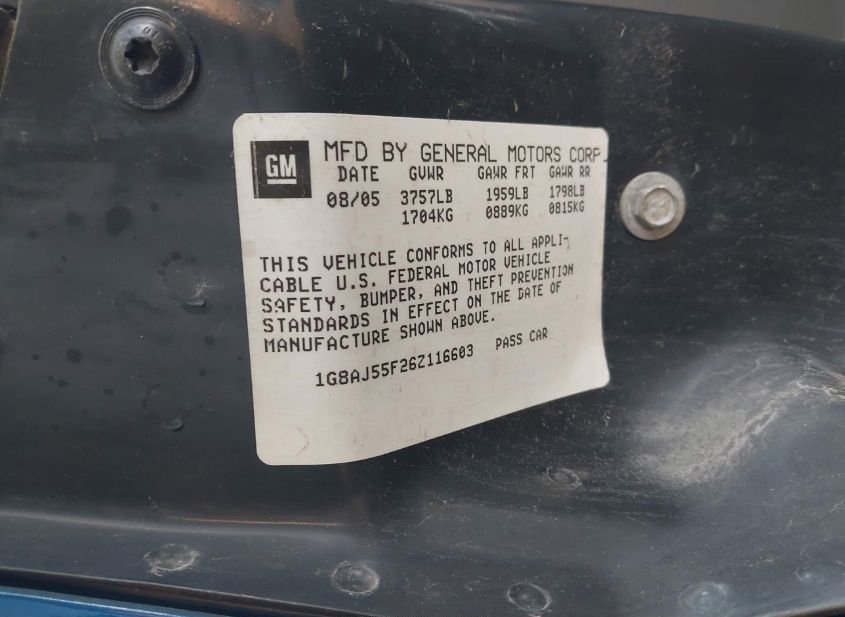 GM
MFD BY GENERAL MOTORS CORP.
DATE GVWR GAWR FRT GAWR RR
08/05 3757LB 1959LB 1798LB
1704KG 0889KG 0815KG
THIS VEHICLE CONFORMS TO ALL APPLI-
CABLE U.S. FEDERAL MOTOR VEHICLE
SAFETY, BUMPER, AND THEFT PREVENTION
STANDARDS IN EFFECT ON THE DATE OF
MANUFACTURE SHOWN ABOVE.
1G8AJ55F26Z116603 PASS CAR